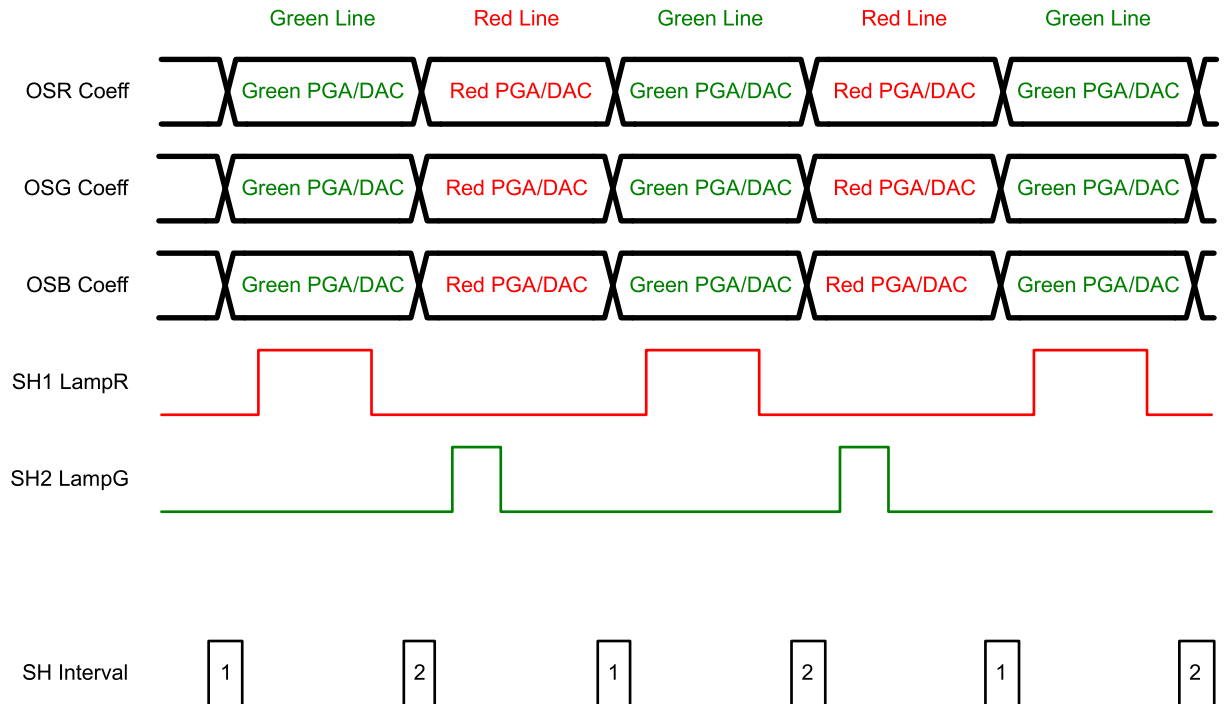 Green Line Red Line Green Line Red Line Green Line
OSR Coeff Green PGA/DAC Red PGA/DAC Green PGA/DAC Red PGA/DAC Green PGA/DAC
OSG Coeff Green PGA/DAC Red PGA/DAC Green PGA/DAC Red PGA/DAC Green PGA/DAC
OSB Coeff Green PGA/DAC Red PGA/DAC Green PGA/DAC Red PGA/DAC Green PGA/DAC
SH1 LampR
SH2 LampG
SH Interval 1 2 1 2 1 2